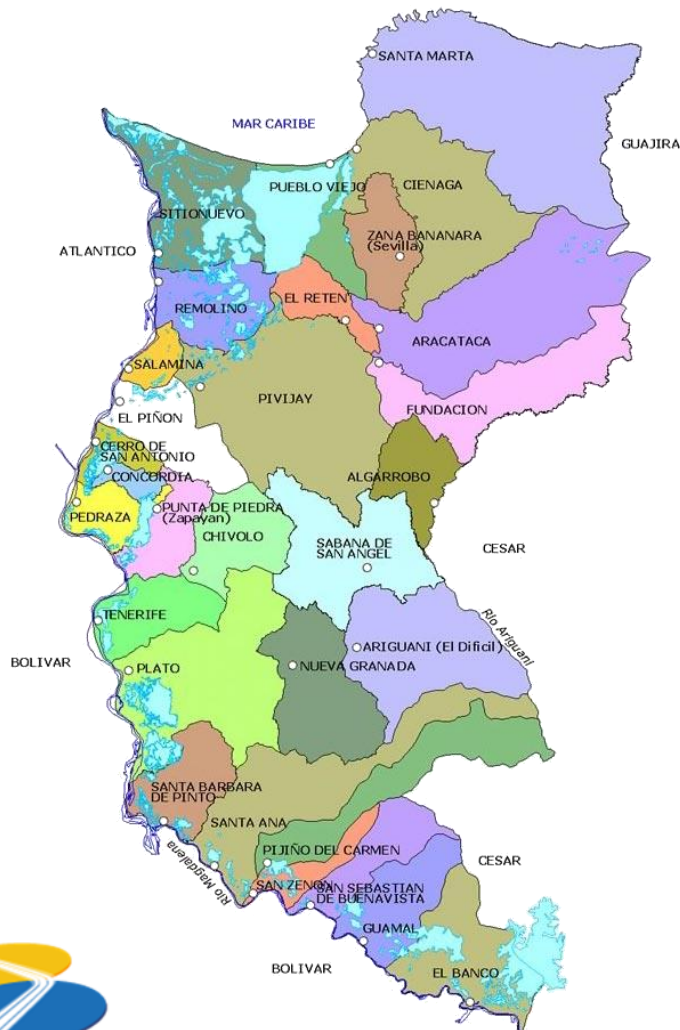 SANTA MARTA
MAR CARIBE
GUAJIRA
PUEBLO VIEJO
CIENAGA
SITIONUEVO
ZANA BANANARA
(Sevilla)
ATLANTICO
EL RETEN
REMOLINO
ARACATACA
SALAMINA
PIVIJAY
EL PIÑON
FUNDACION
CERRO DE
SAN ANTONIO
CONCORDIA
ALGARROBO
PEDRAZA
PUNTA DE PIEDRA
(Zapayan)
CHIVOLO
SABANA DE
SAN ANGEL
CESAR
TENERIFE
Rio Ariguani
ARIGUANI (El Dificil)
BOLIVAR
PLATO
NUEVA GRANADA
SANTA BARBARA
DE PINTO
SANTA ANA
Rio Magdalena
PIJIÑO DEL CARMEN
CESAR
SAN ZENON
SAN SEBASTIAN
DE BUENAVISTA
GUAMAL
BOLIVAR
EL BANCO